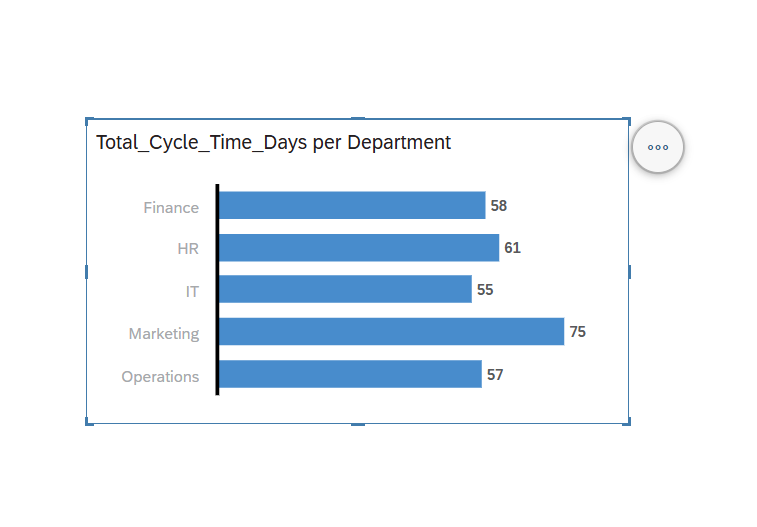 Total_Cycle_Time_Days per Department
Finance 58
HR 61
IT 55
Marketing 75
Operations 57